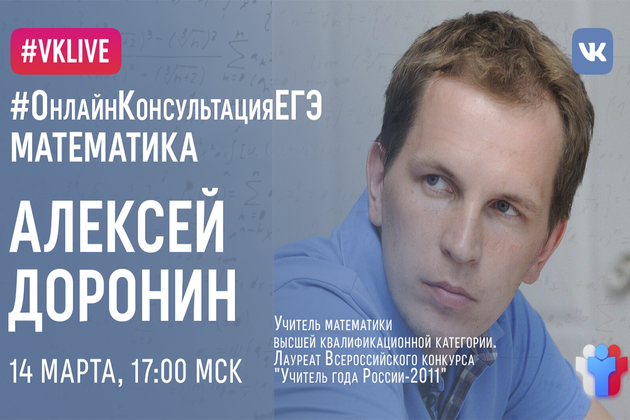 #VKLIVE
#ОнлайнКонсультацияЕГЭ
МАТЕМАТИКА
АЛЕКСЕЙ
ДОРОНИН
14 МАРТА, 17:00 МСК
Учитель математики
высшей квалификационной категории.
Лауреат Всероссийского конкурса
"Учитель года России-2011"